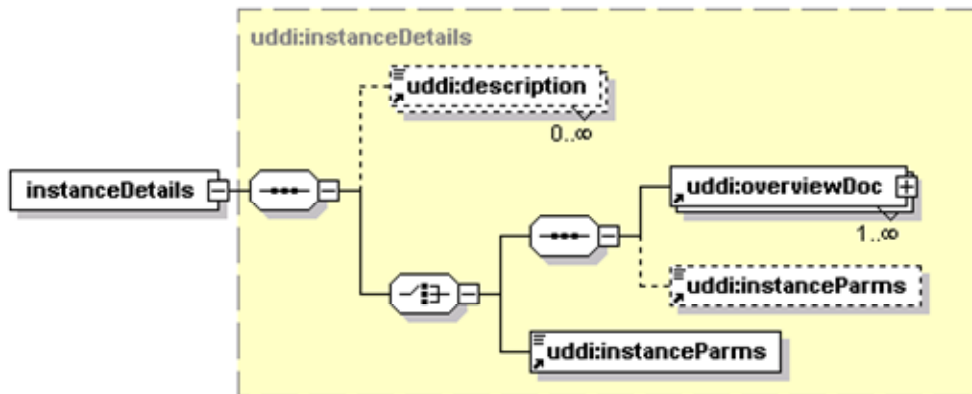 uddi:instanceDetails
uddi:description
0..∞
instanceDetails
uddi:overviewDoc
1..∞
uddi:instanceParms
uddi:instanceParms